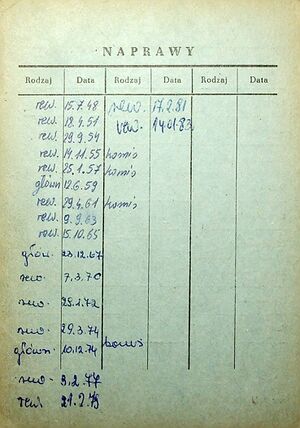 NAPRAWY
Rodzaj Data Rodzaj Data Rodzaj Data
rew. 15.7.48 rew. 17.2.81
rew. 18.4.51 rew. 14.01.83
rew. 29.9.54
rew. 14.11.55 komis
rew. 25.1.57 komis
główn 12.6.59
rew. 29.4.61 komis
rew. 9.9.63
rew. 15.10.65
główn. 23.12.67
rew. 7.3.70
rew. 25.2.72
rew. 29.3.74
główn. 10.12.74 komis
rew. 3.2.77
rew. 21.2.79